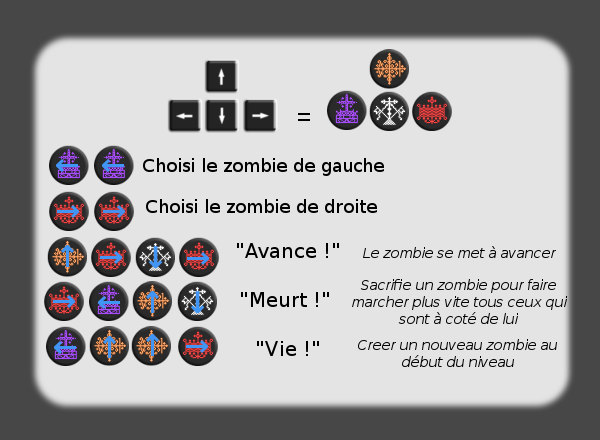 =
Choisi le zombie de gauche
Choisi le zombie de droite
"Avance !"
Le zombie se met à avancer
"Meurt !"
Sacrifie un zombie pour faire
marcher plus vite tous ceux qui
sont à coté de lui
"Vie !"
Creer un nouveau zombie au
début du niveau